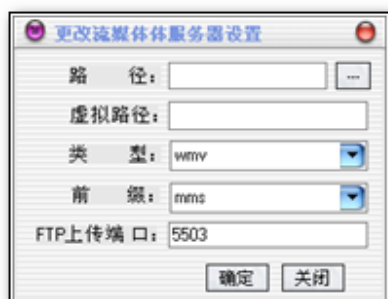 更改流媒体体服务器设置
路 径： ...
虚拟路径：
类 型： wmv
前 缀： mms
FTP上传端 口： 5503
确定 关闭